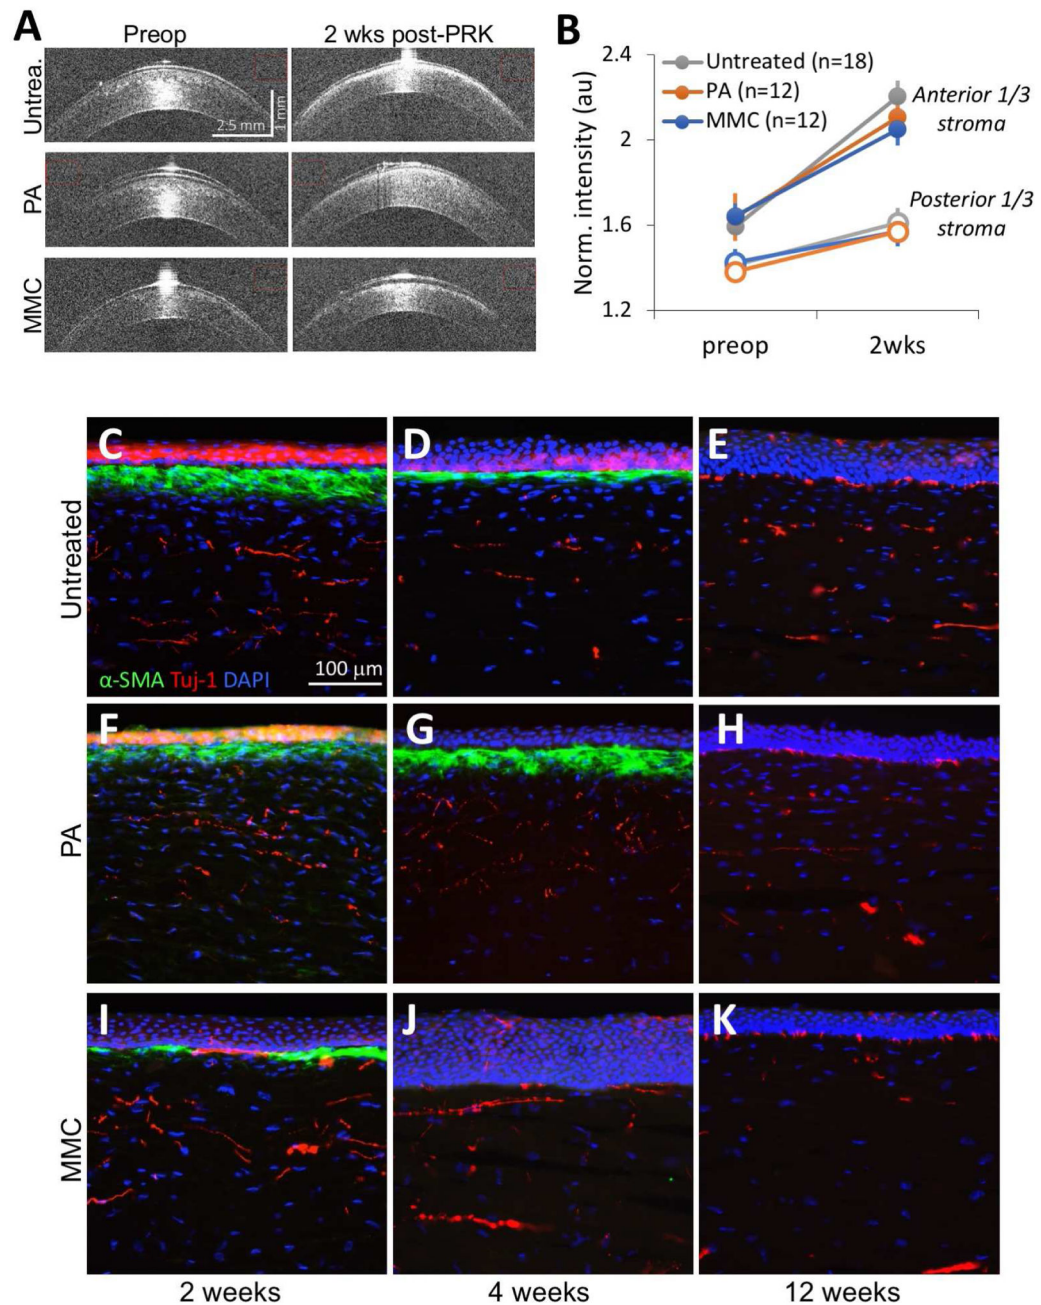 A
Preop
2 wks post-PRK
Untrea.
2.5 mm
1 mm
PA
MMC
B
Norm. intensity (au)
2.4
2
1.6
1.2
Untreated (n=18)
PA (n=12)
MMC (n=12)
Anterior 1/3
stroma
Posterior 1/3
stroma
preop
2wks
Untreated
C
D
E
α-SMA Tuj-1 DAPI
100 µm
PA
F
G
H
MMC
I
J
K
2 weeks
4 weeks
12 weeks